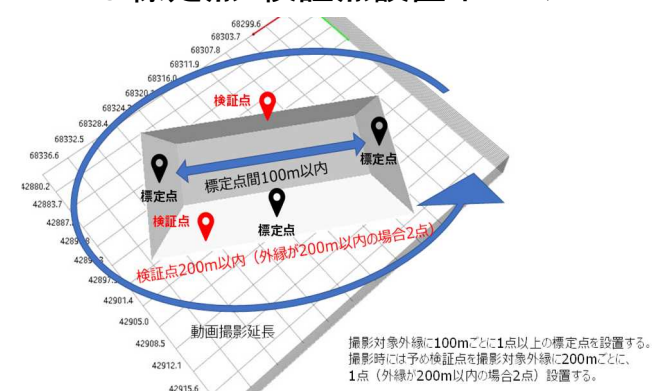 68299.6
68303.7
68307.8
68311.9
68316.0
68328.4
68332.5
68336.6
42880.2
42883.7
検証点
標定点
標定点間100m以内
標定点
検証点
標定点
検証点200m以内（外縁が200m以内の場合2点）
42901.4
42905.0
42908.5
42912.1
42915.6
動画撮影延長
撮影対象外縁に100mごとに1点以上の標定点を設置する。
撮影時には予め検証点を撮影対象外縁に200mごとに、
1点（外縁が200m以内の場合2点）設置する。